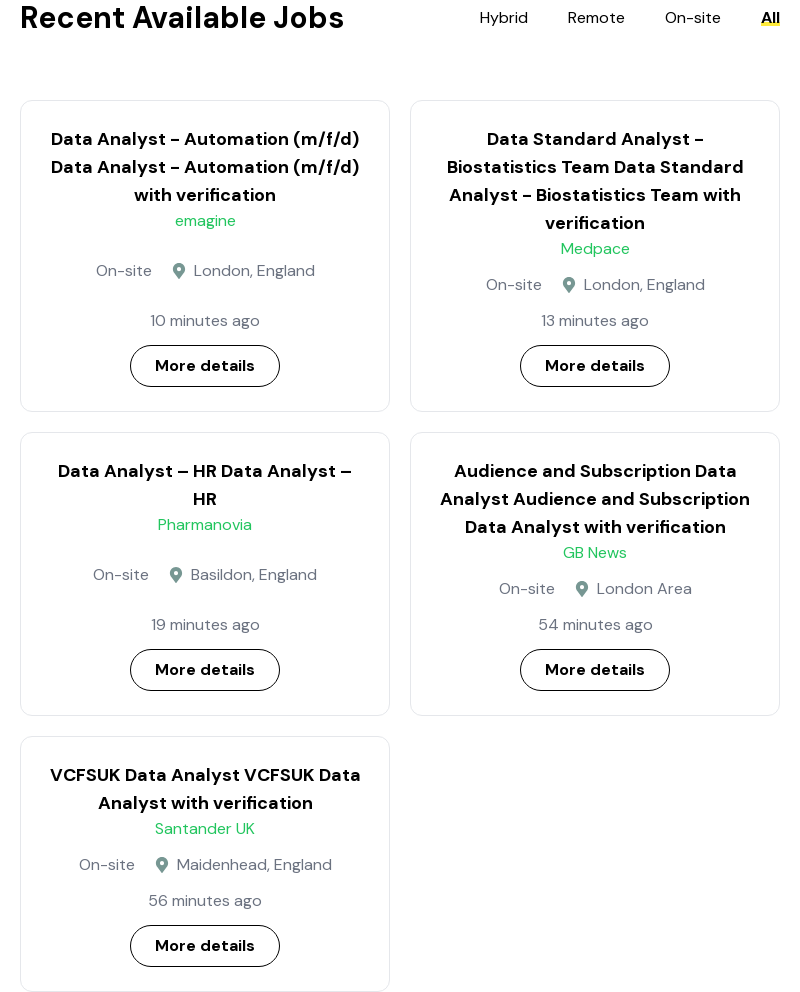 Recent Available Jobs
Hybrid Remote On-site All
Data Analyst - Automation (m/f/d)
Data Analyst - Automation (m/f/d)
with verification
emagine
On-site London, England
10 minutes ago
More details
Data Standard Analyst -
Biostatistics Team Data Standard
Analyst - Biostatistics Team with
verification
Medpace
On-site London, England
13 minutes ago
More details
Data Analyst – HR Data Analyst –
HR
Pharmanovia
On-site Basildon, England
19 minutes ago
More details
Audience and Subscription Data
Analyst Audience and Subscription
Data Analyst with verification
GB News
On-site London Area
54 minutes ago
More details
VCFSUK Data Analyst VCFSUK Data
Analyst with verification
Santander UK
On-site Maidenhead, England
56 minutes ago
More details